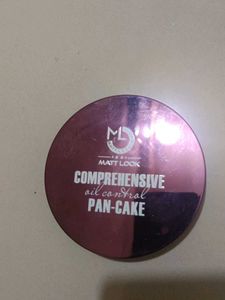 ML
MATT LOOK
COMPREHENSIVE
oil control
PAN-CAKE